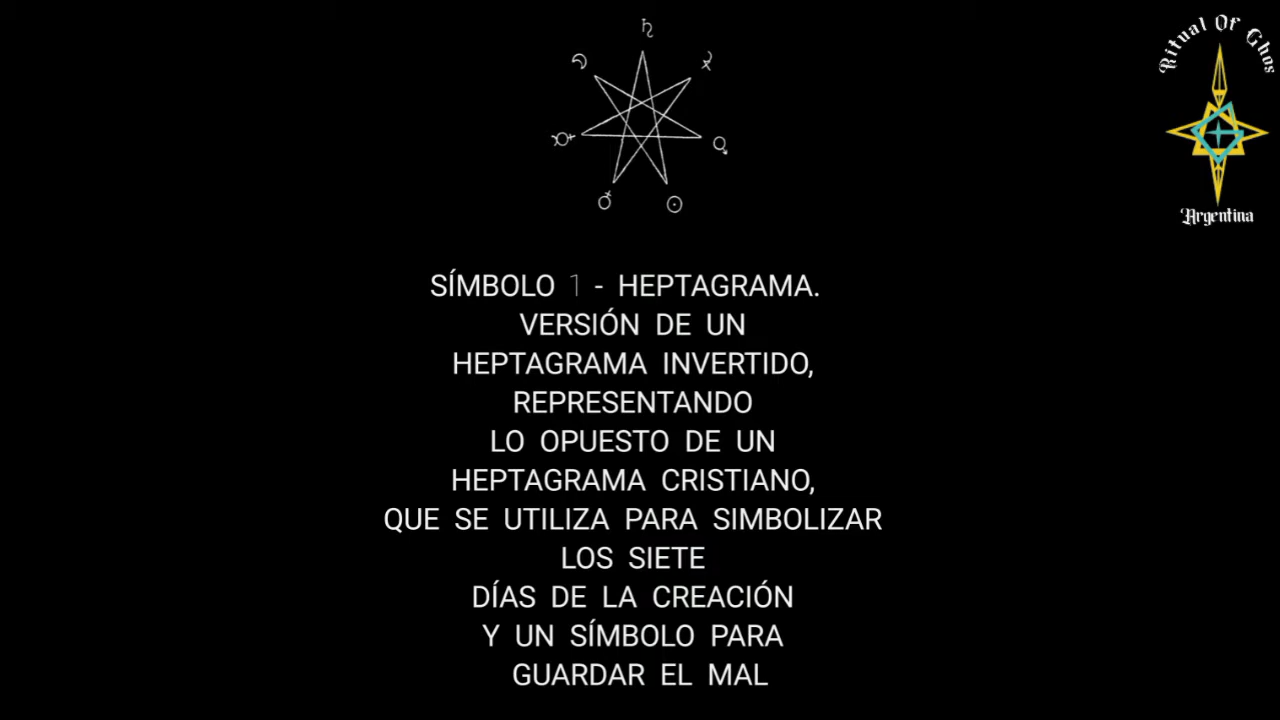 Ritual Of Ghos
Argentina
SÍMBOLO 1 - HEPTAGRAMA.
VERSIÓN DE UN
HEPTAGRAMA INVERTIDO,
REPRESENTANDO
LO OPUESTO DE UN
HEPTAGRAMA CRISTIANO,
QUE SE UTILIZA PARA SIMBOLIZAR
LOS SIETE
DÍAS DE LA CREACIÓN
Y UN SÍMBOLO PARA
GUARDAR EL MAL